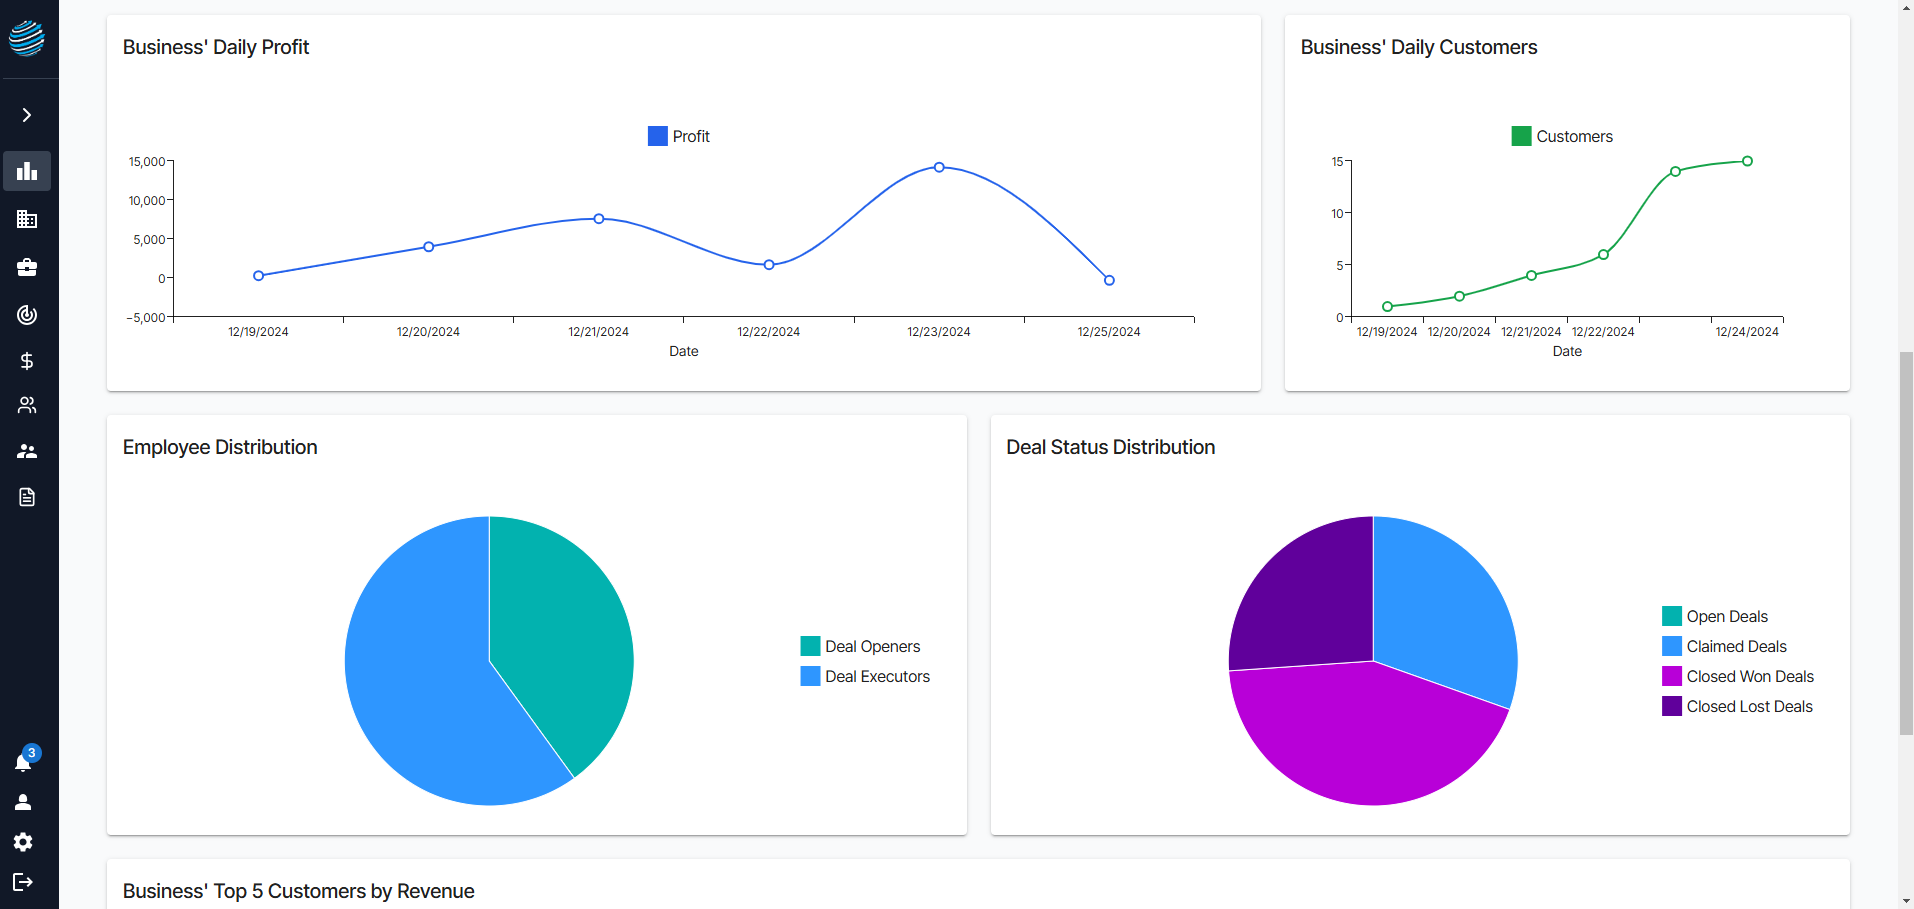 Business' Daily Profit
Profit
15,000
10,000
5,000
0
−5,000
12/19/2024 12/20/2024 12/21/2024 12/22/2024 12/23/2024 12/25/2024
Date
Business' Daily Customers
Customers
15
10
5
0
12/19/2024 12/20/2024 12/21/2024 12/22/2024 12/24/2024
Date
Employee Distribution
Deal Openers
Deal Executors
Deal Status Distribution
Open Deals
Claimed Deals
Closed Won Deals
Closed Lost Deals
3
Business' Top 5 Customers by Revenue